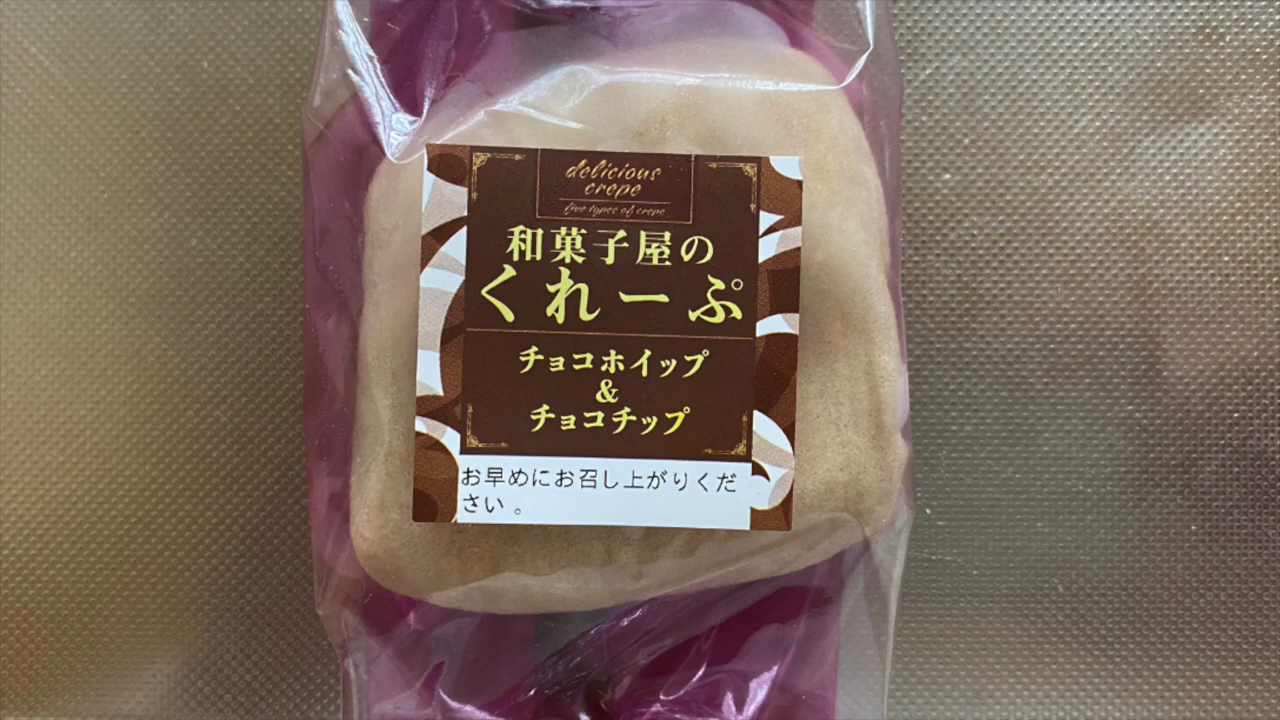 delicious
crepe
five types of crepe
和菓子屋の
くれーぷ
チョコホイップ
&
チョコチップ
お早めにお召し上がりくだ
さい。